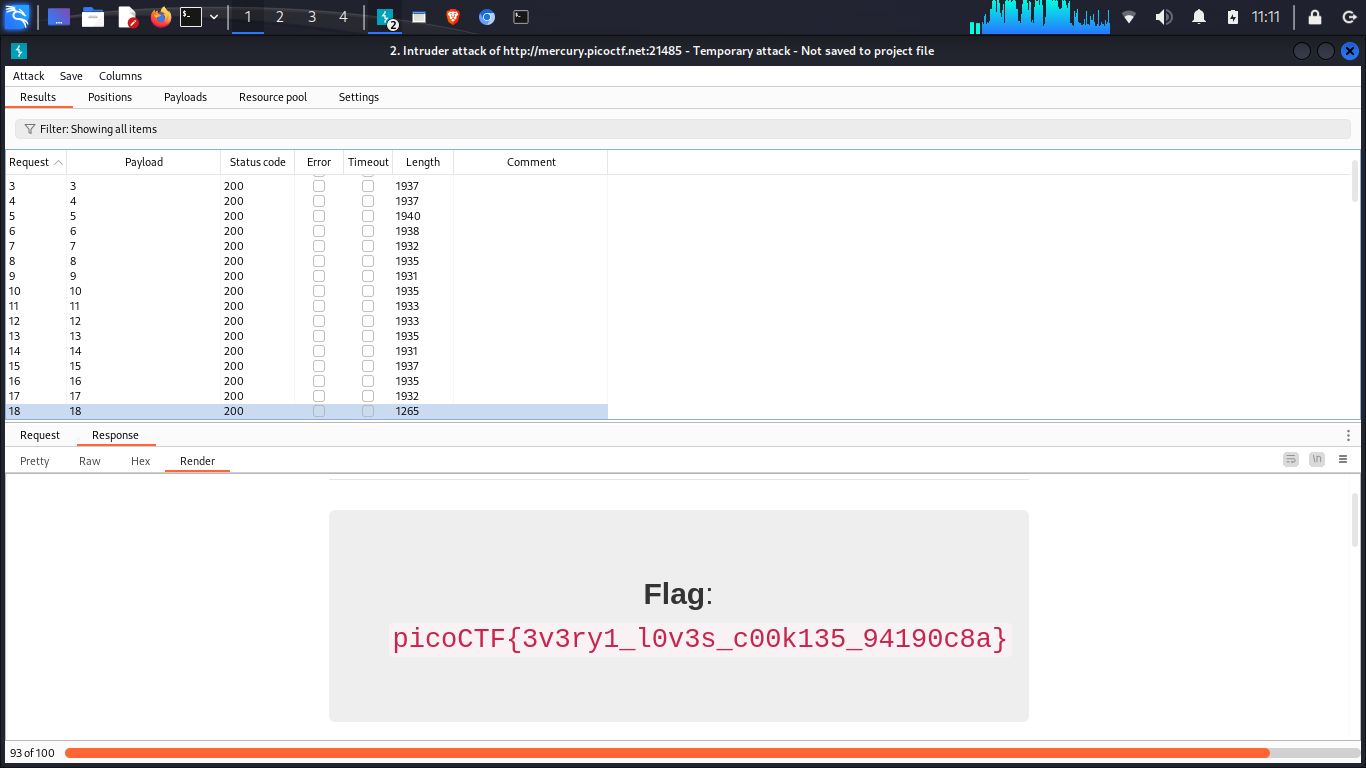 1 2 3 4 2 11:11
2. Intruder attack of http://mercury.picoctf.net:21485 - Temporary attack - Not saved to project file
Attack Save Columns
Results Positions Payloads Resource pool Settings
Filter: Showing all items
Request Payload Status code Error Timeout Length Comment
3 3 200 1937
4 4 200 1937
5 5 200 1940
6 6 200 1938
7 7 200 1932
8 8 200 1935
9 9 200 1931
10 10 200 1935
11 11 200 1933
12 12 200 1933
13 13 200 1935
14 14 200 1931
15 15 200 1937
16 16 200 1935
17 17 200 1932
18 18 200 1265
Request Response
Pretty Raw Hex Render \n
Flag:
picoCTF{3v3ry1_l0v3s_c00k135_94190c8a}
93 of 100